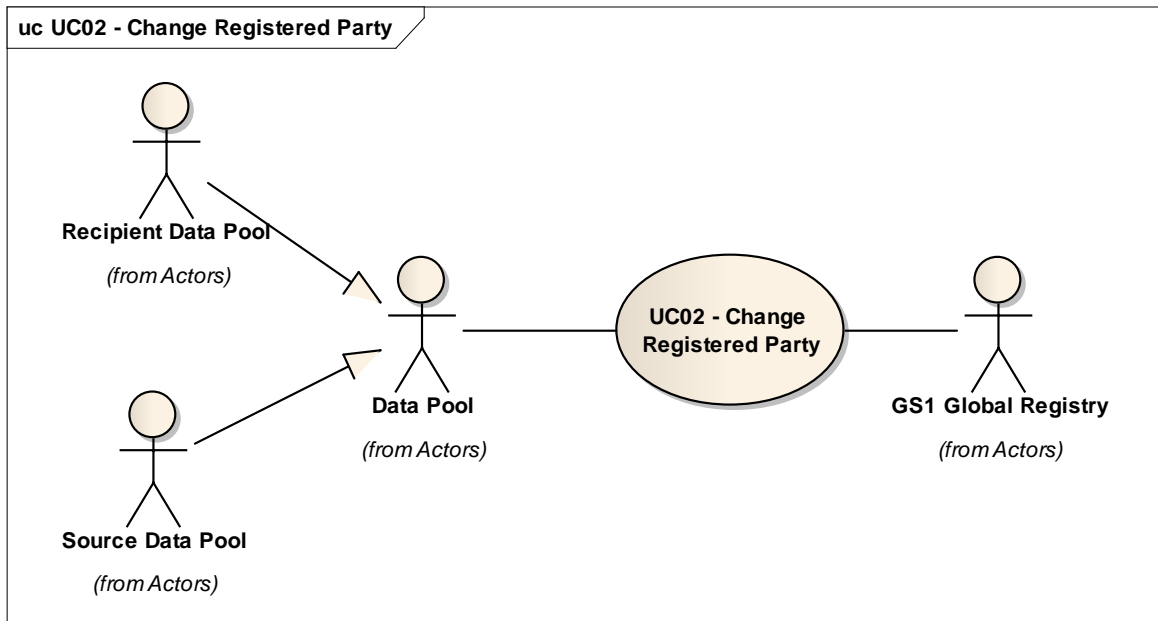 uc UC02 - Change Registered Party
Recipient Data Pool
(from Actors)
Data Pool
(from Actors)
UC02 - Change
Registered Party
GS1 Global Registry
(from Actors)
Source Data Pool
(from Actors)